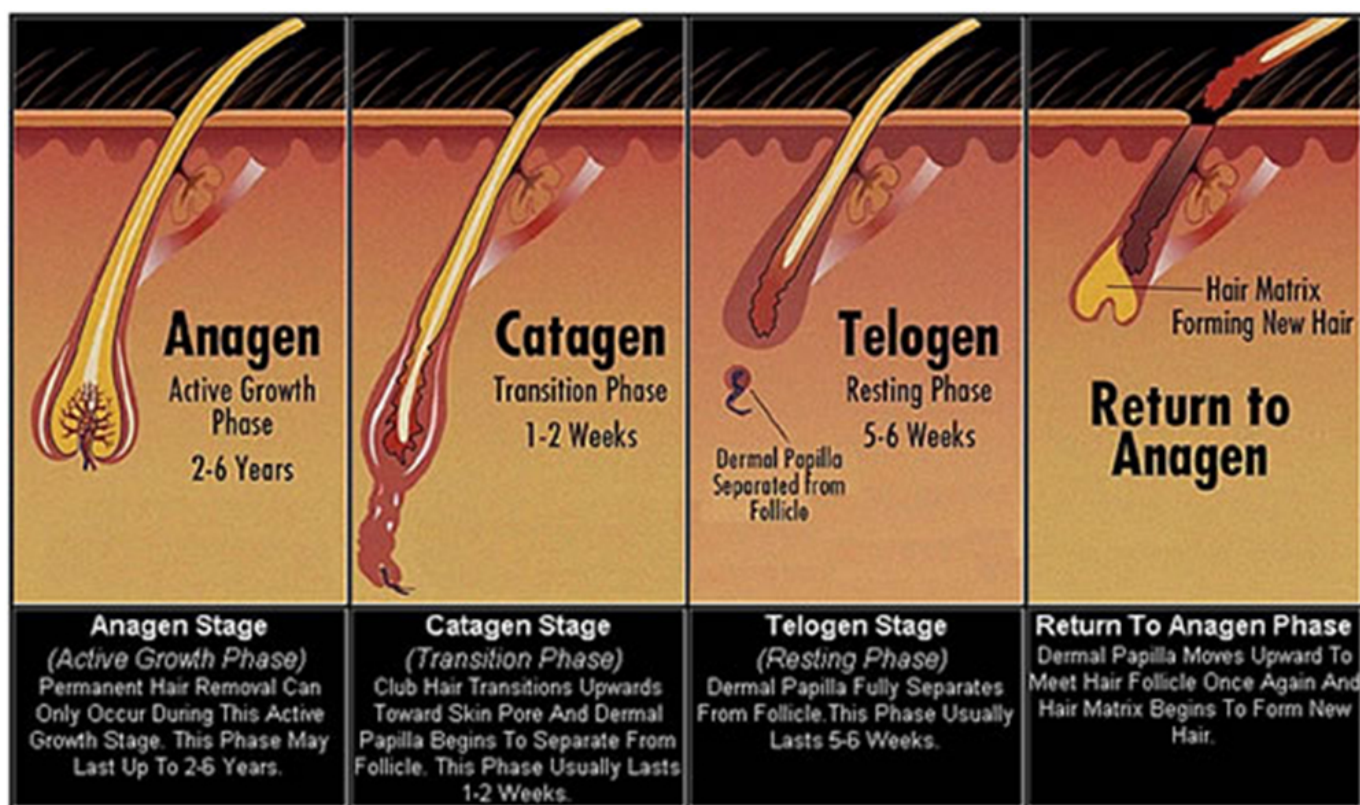 Anagen
Active Growth
Phase
2-6 Years
Catagen
Transition Phase
1-2 Weeks
Telogen
Resting Phase
5-6 Weeks
Dermal Papilla
Separated from
Follicle
Hair Matrix
Forming New Hair
Return to
Anagen
Anagen Stage
(Active Growth Phase)
Permanent Hair Removal Can
Only Occur During This Active
Growth Stage. This Phase May
Last Up To 2-6 Years.
Catagen Stage
(Transition Phase)
Club Hair Transitions Upwards
Toward Skin Pore And Dermal
Papilla Begins To Separate From
Follicle. This Phase Usually Lasts
1-2 Weeks.
Telogen Stage
(Resting Phase)
Dermal Papilla Fully Separates
From Follicle.This Phase Usually
Lasts 5-6 Weeks.
Return To Anagen Phase
Dermal Papilla Moves Upward To
Meet Hair Follicle Once Again And
Hair Matrix Begins To Form New
Hair.